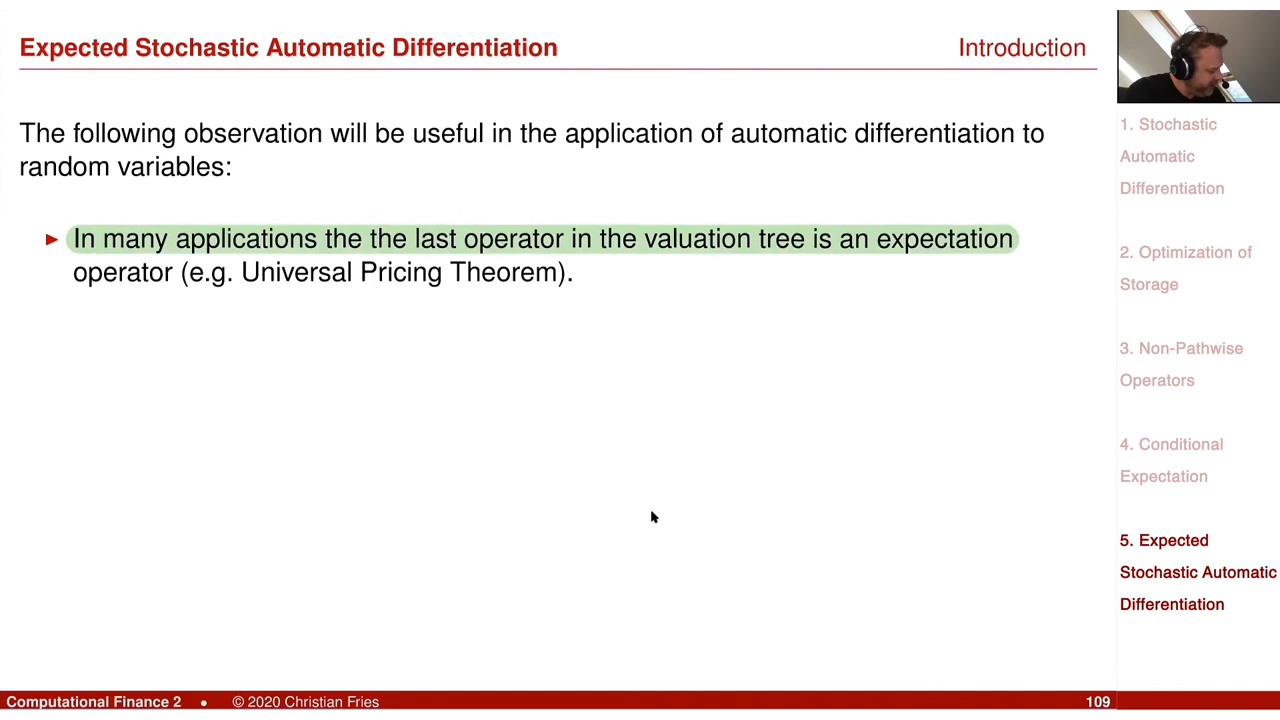 Expected Stochastic Automatic Differentiation
Introduction
The following observation will be useful in the application of automatic differentiation to
random variables:
► In many applications the the last operator in the valuation tree is an expectation
operator (e.g. Universal Pricing Theorem).
1. Stochastic
Automatic
Differentiation
2. Optimization of
Storage
3. Non-Pathwise
Operators
4. Conditional
Expectation
5. Expected
Stochastic Automatic
Differentiation
Computational Finance 2 • © 2020 Christian Fries 109